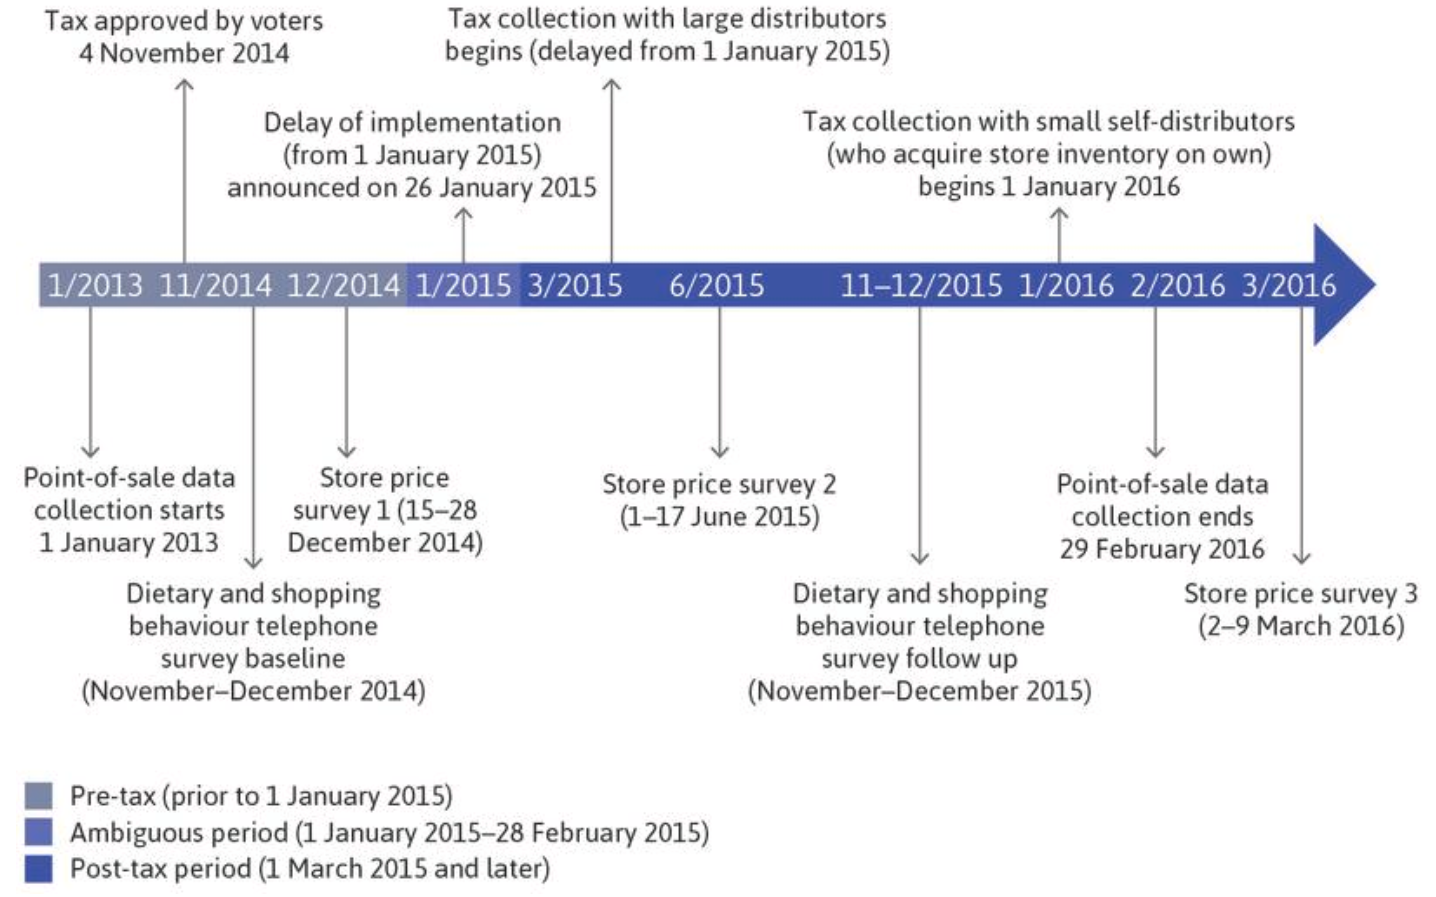 Tax approved by voters
4 November 2014
Tax collection with large distributors
begins (delayed from 1 January 2015)
Delay of implementation
(from 1 January 2015)
announced on 26 January 2015
Tax collection with small self-distributors
(who acquire store inventory on own)
begins 1 January 2016
1/2013 11/2014 12/2014 1/2015 3/2015 6/2015 11–12/2015 1/2016 2/2016 3/2016
Point-of-sale data
collection starts
1 January 2013
Store price
survey 1 (15–28
December 2014)
Store price survey 2
(1–17 June 2015)
Point-of-sale data
collection ends
29 February 2016
Dietary and shopping
behaviour telephone
survey baseline
(November–December 2014)
Dietary and shopping
behaviour telephone
survey follow up
(November–December 2015)
Store price survey 3
(2–9 March 2016)
Pre-tax (prior to 1 January 2015)
Ambiguous period (1 January 2015–28 February 2015)
Post-tax period (1 March 2015 and later)